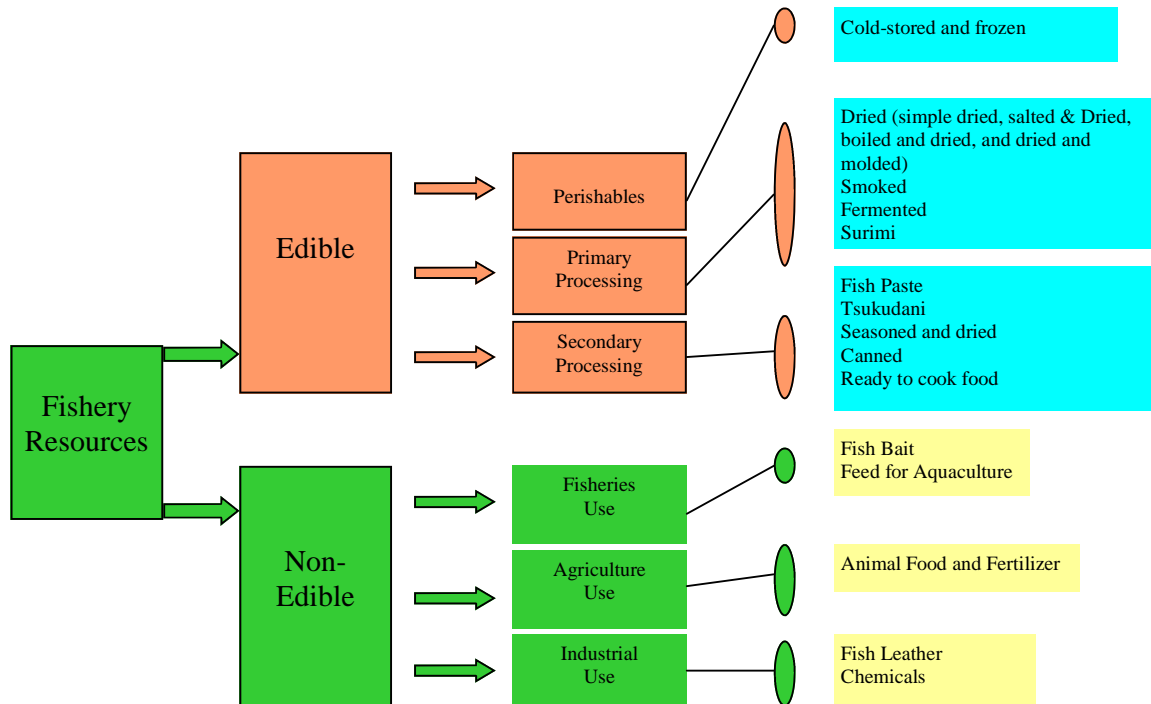 Fishery
Resources
Edible
Perishables
Cold-stored and frozen
Primary
Processing
Dried (simple dried, salted & Dried,
boiled and dried, and dried and
molded)
Smoked
Fermented
Surimi
Secondary
Processing
Fish Paste
Tsukudani
Seasoned and dried
Canned
Ready to cook food
Non-
Edible
Fisheries
Use
Fish Bait
Feed for Aquaculture
Agriculture
Use
Animal Food and Fertilizer
Industrial
Use
Fish Leather
Chemicals